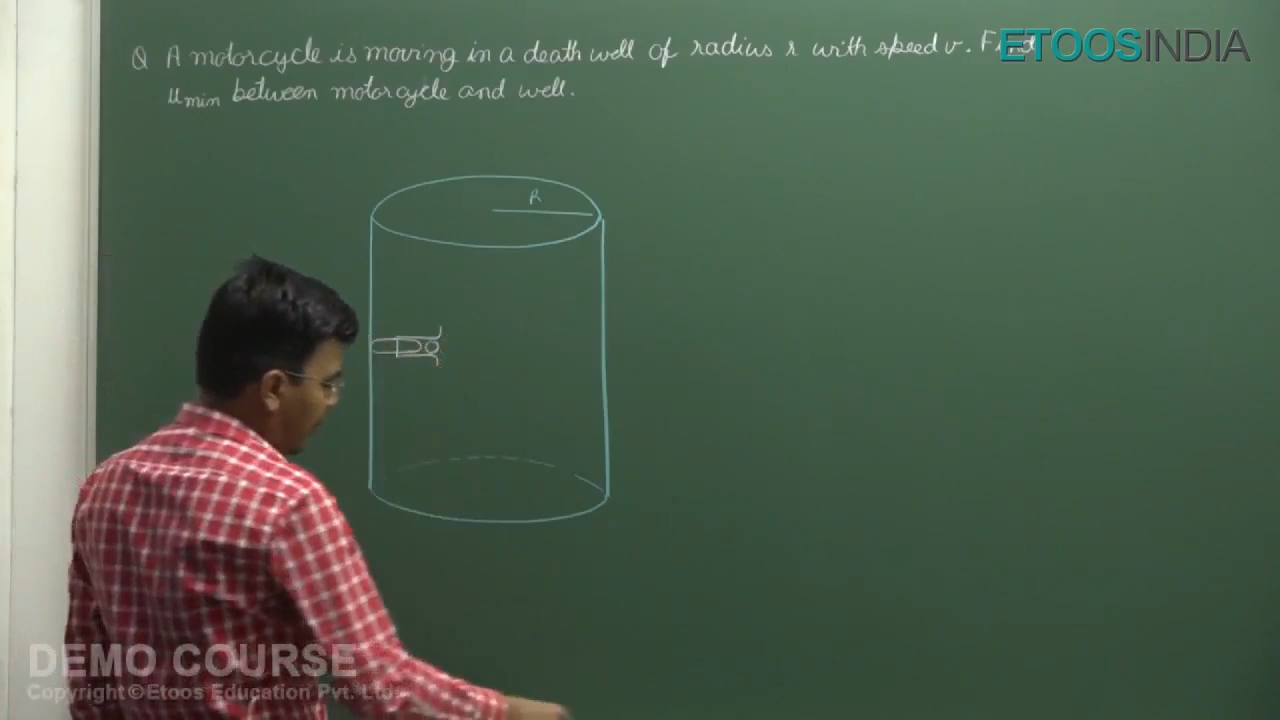 Q A motorcycle is moving in a death well of radius r with speed v. Find
ETOOSINDIA
μmin between motorcycle and well.
R
DEMO COURSE
Copyright©Etoos Education Pvt. Ltd.